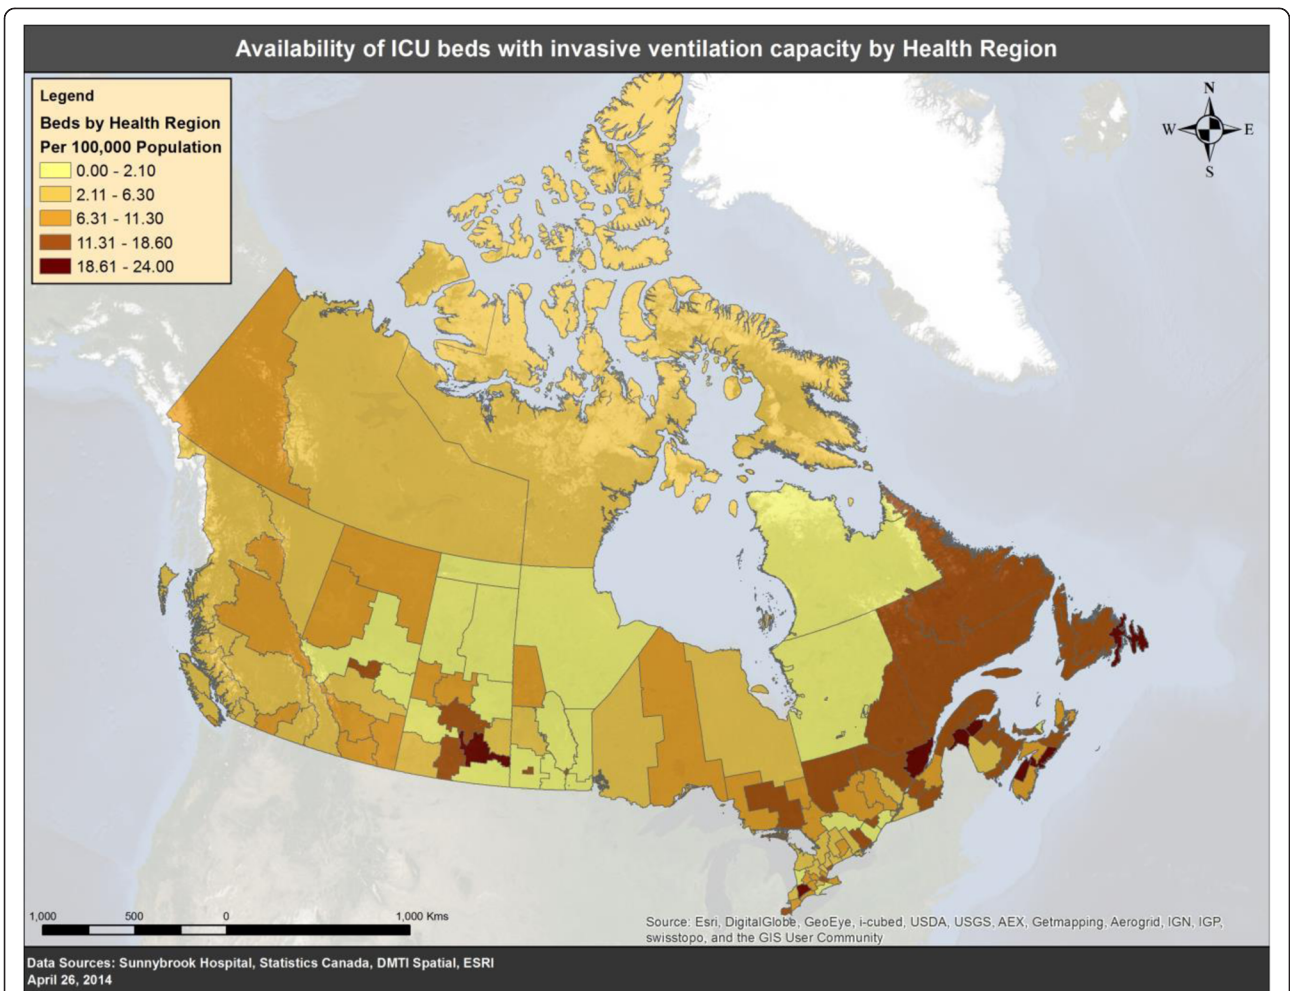 Availability of ICU beds with invasive ventilation capacity by Health Region
Legend
Beds by Health Region
Per 100,000 Population
0.00 - 2.10
2.11 - 6.30
6.31 - 11.30
11.31 - 18.60
18.61 - 24.00
N
W E
S
1,000 500 0 1,000 Kms
Source: Esri, DigitalGlobe, GeoEye, i-cubed, USDA, USGS, AEX, Getmapping, Aerogrid, IGN, IGP,
swisstopo, and the GIS User Community
Data Sources: Sunnybrook Hospital, Statistics Canada, DMTI Spatial, ESRI
April 26, 2014